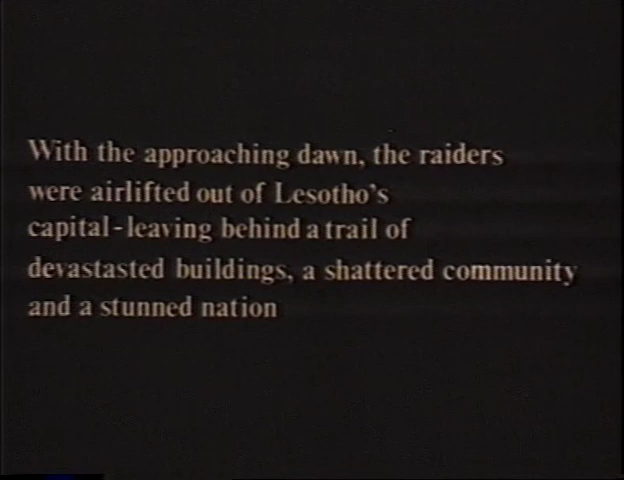 With the approaching dawn, the raiders
were airlifted out of Lesotho's
capital-leaving behind a trail of
devastasted buildings, a shattered community
and a stunned nation